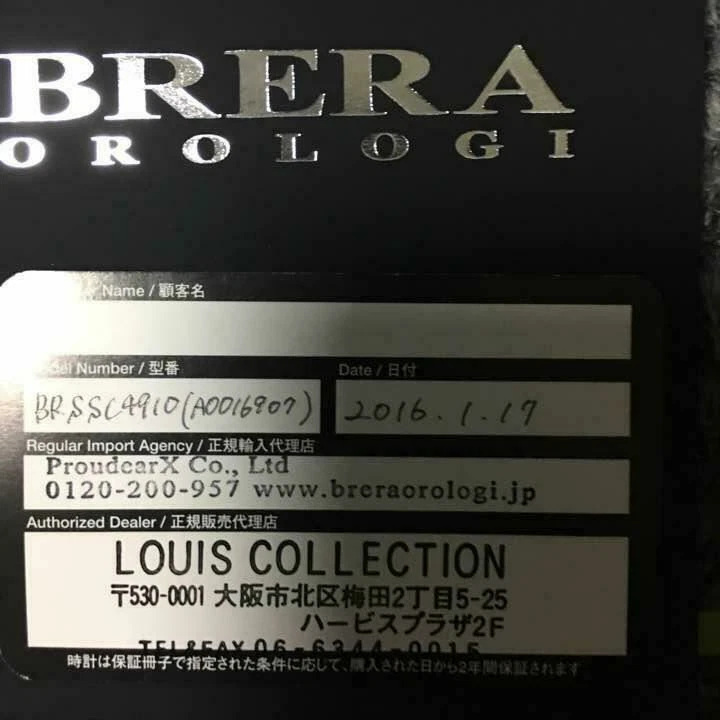 BRERA
OROLOGI
Name / 顧客名
Number / 型番
Date / 日付
BRSSC4910(A0016907)
2016.1.17
Regular Import Agency / 正規輸入代理店
ProudcarX Co., Ltd
0120-200-957 www.breraorologi.jp
Authorized Dealer / 正規販売代理店
LOUIS COLLECTION
〒530-0001 大阪市北区梅田2丁目5-25
ハービスプラザ2F
TEL&FAX 06-6344-0015
時計は保証冊子で指定された条件に応じて、購入された日から2年間保証されます